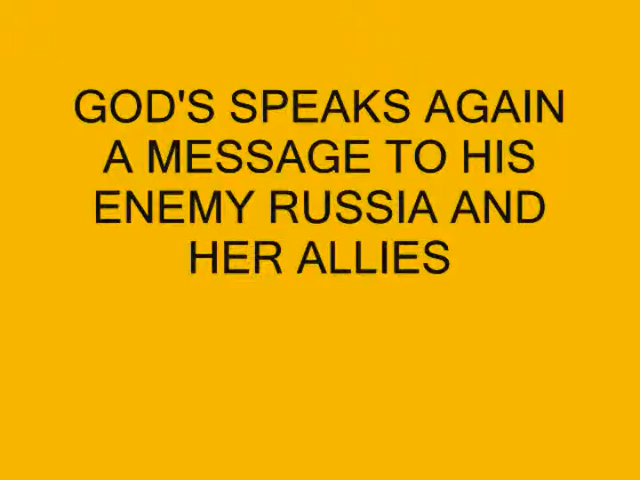 GOD'S SPEAKS AGAIN
A MESSAGE TO HIS
ENEMY RUSSIA AND
HER ALLIES